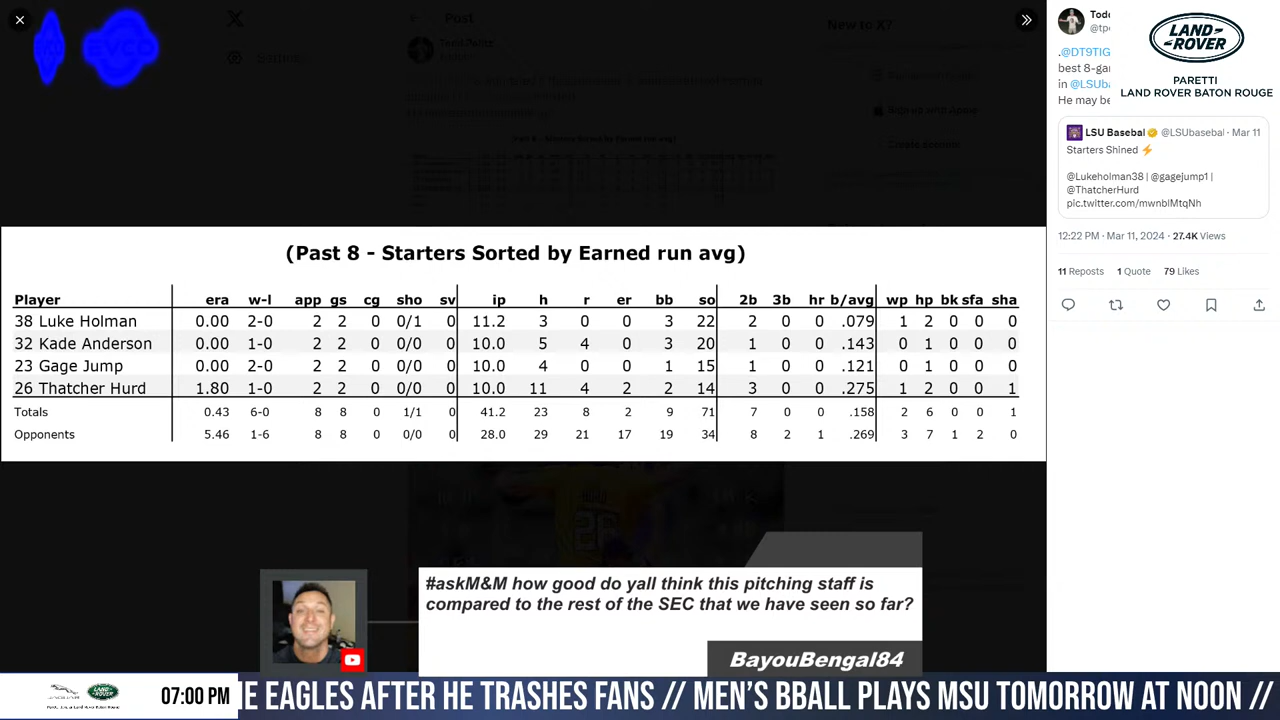 EVCO
Post
New to X?
(Past 8 - Starters Sorted by Earned run avg)
Player era w-l app gs cg sho sv ip h r er bb so 2b 3b hr b/avg wp hp bk sfa sha
38 Luke Holman 0.00 2-0 2 2 0 0/1 0 11.2 3 0 0 3 22 2 0 0 .079 1 2 0 0 0
32 Kade Anderson 0.00 1-0 2 2 0 0/0 0 10.0 5 4 0 3 20 1 0 0 .143 0 1 0 0 0
23 Gage Jump 0.00 2-0 2 2 0 0/0 0 10.0 4 0 0 1 15 1 0 0 .121 0 1 0 0 0
26 Thatcher Hurd 1.80 1-0 2 2 0 0/0 0 10.0 11 4 2 2 14 3 0 0 .275 1 2 0 0 1
Totals 0.43 6-0 8 8 0 1/1 0 41.2 23 8 2 9 71 7 0 0 .158 2 6 0 0 1
Opponents 5.46 1-6 8 8 0 0/0 0 28.0 29 21 17 19 34 8 2 1 .269 3 7 1 2 0
LAND-
-ROVER
PARETTI
LAND ROVER BATON ROUGE
.@DT9TIG
best 8-ga
in @LSUba
He may be
LSU Basebal @LSUbasebal · Mar 11
Starters Shined ⚡
@Lukeholman38 | @gagejump1 |
@ThatcherHurd
pic.twitter.com/mwnblMtqNh
12:22 PM · Mar 11, 2024 · 27.4K Views
11 Reposts 1 Quote 79 Likes
#askM&M how good do yall think this pitching staff is
compared to the rest of the SEC that we have seen so far?
BayouBengal84
07:00 PM
E EAGLES AFTER HE TRASHES FANS // MEN'S BBALL PLAYS MSU TOMORROW AT NOON //